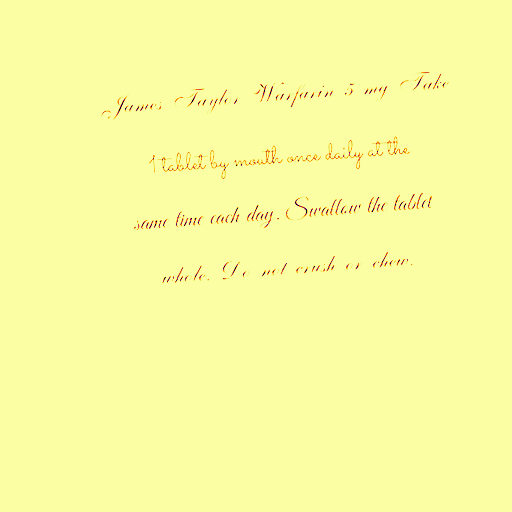 James Taylor Warfarin 5 mg Take
1 tablet by mouth once daily at the
same time each day. Swallow the tablet
whole. Do not crush or chew.